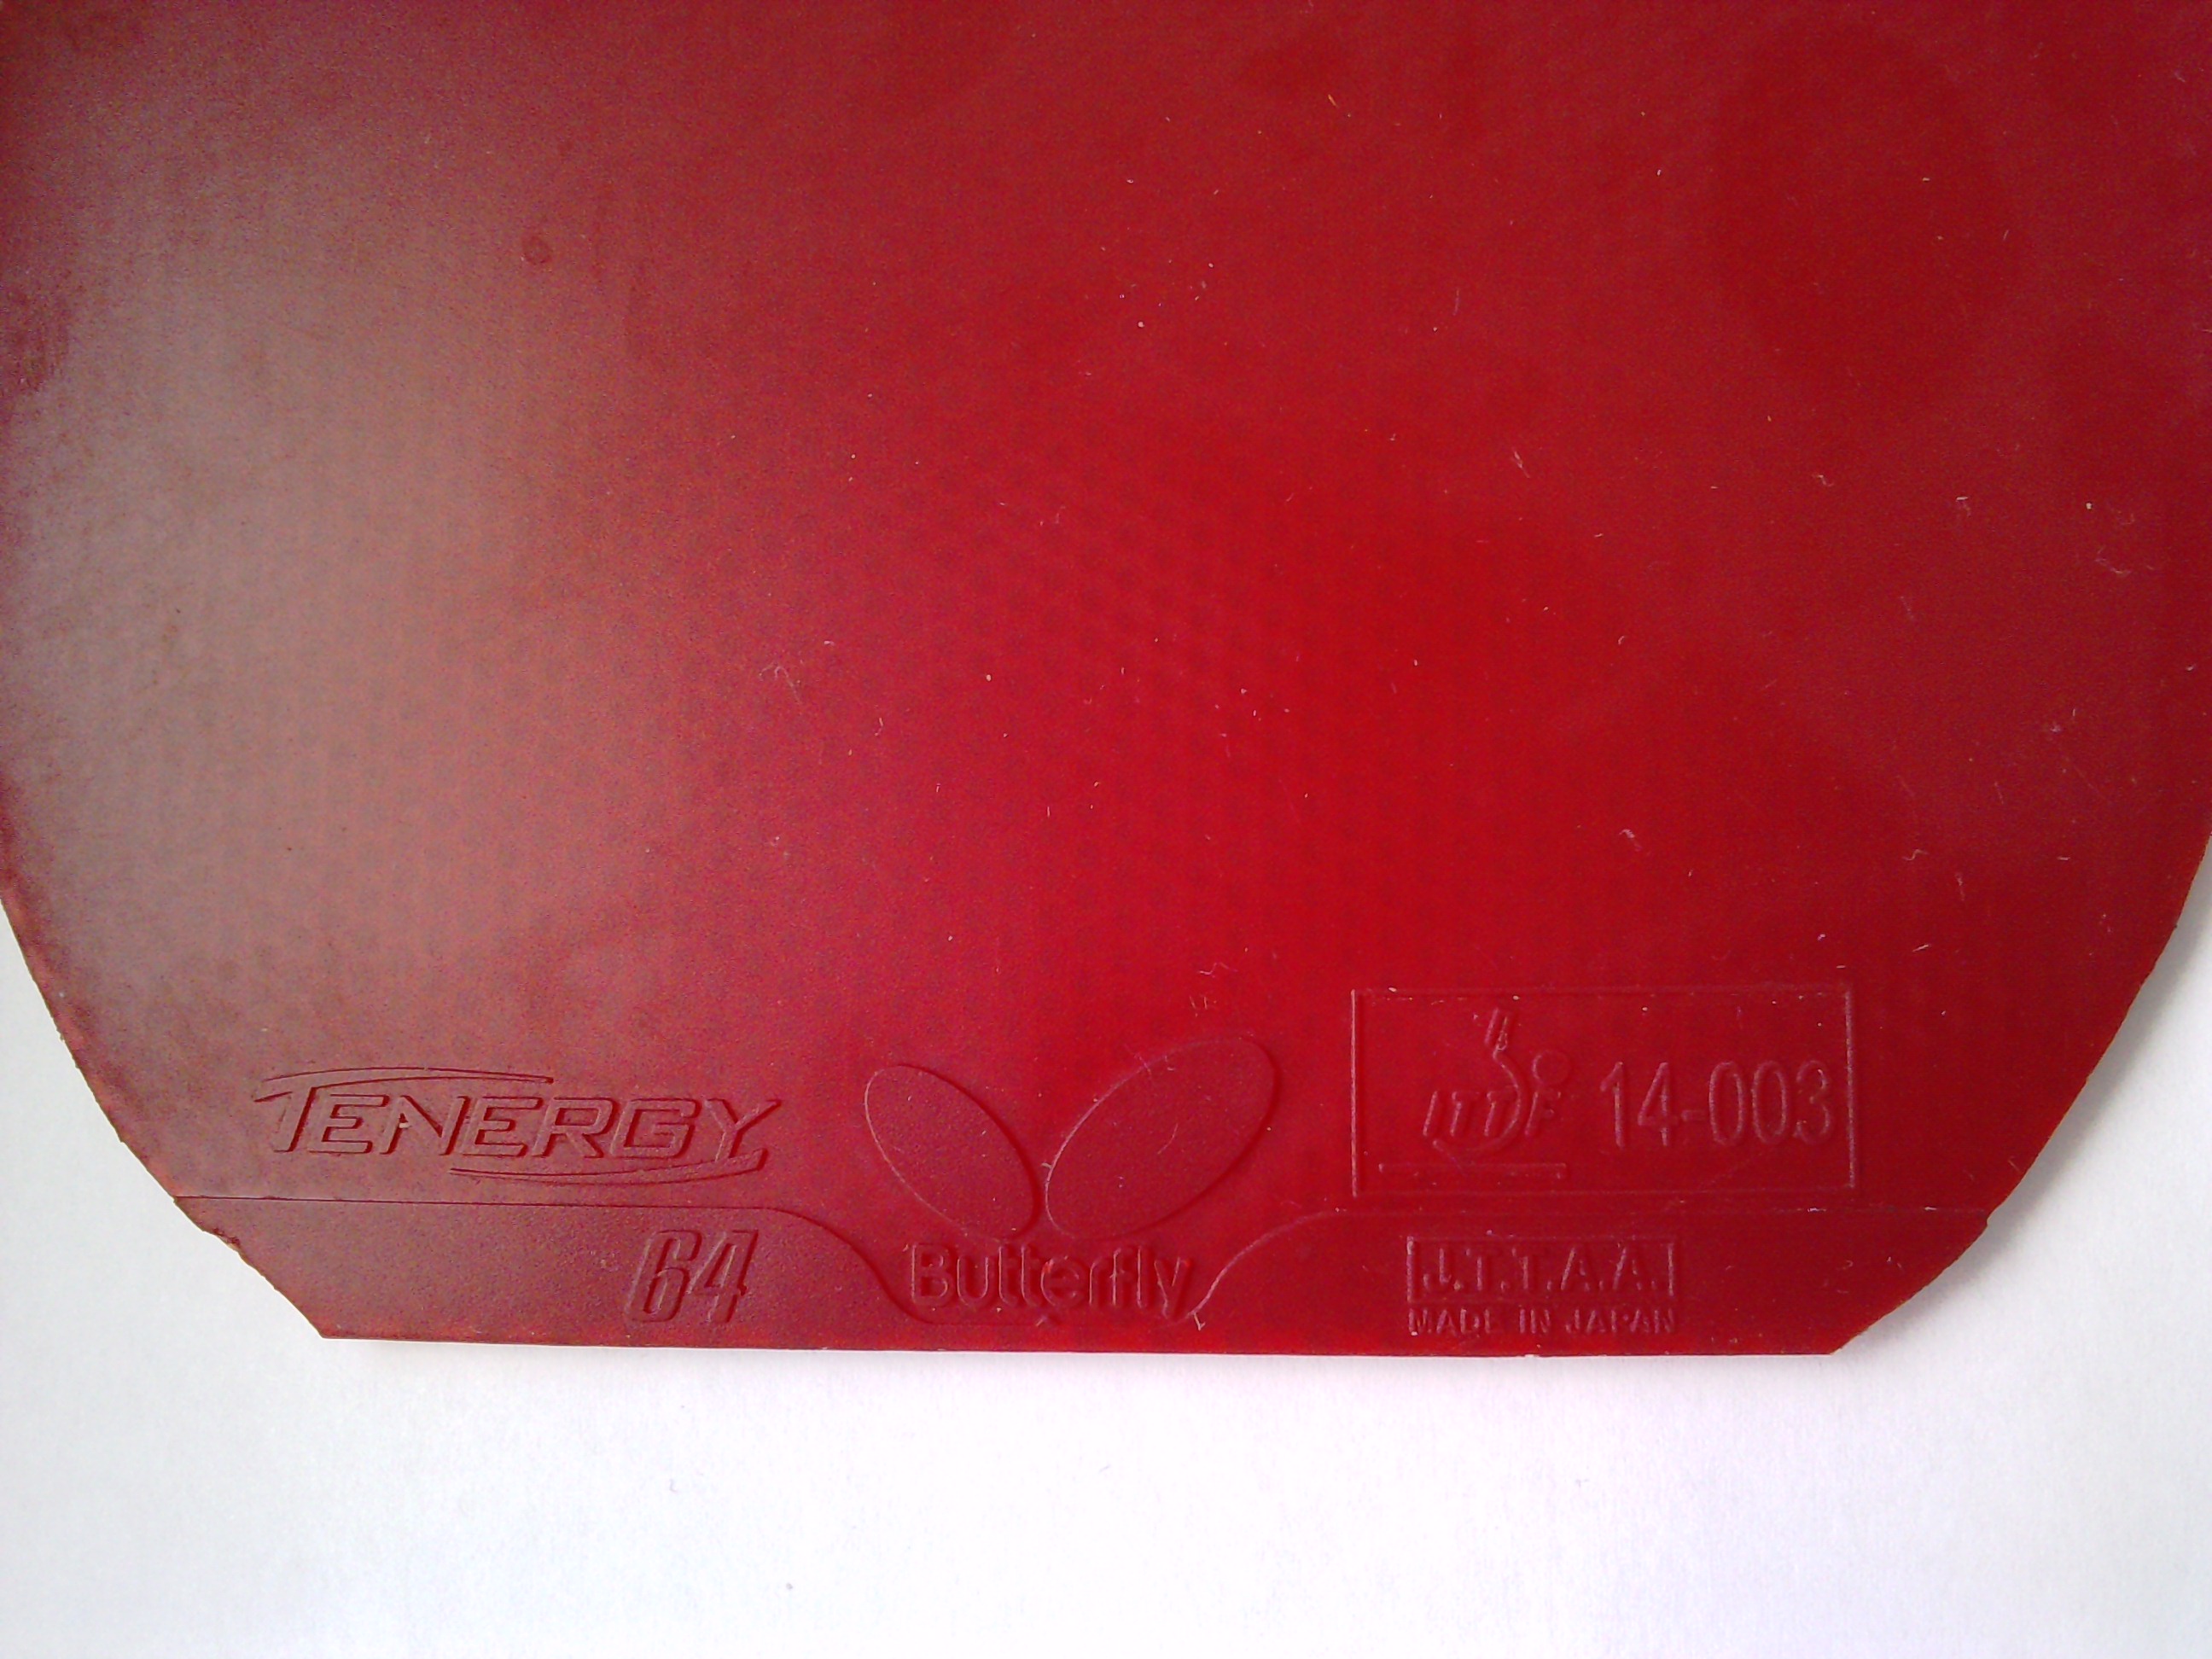 TENERGY
64
Butterfly
ITTF 14-003
J.T.T.A.A.
MADE IN JAPAN